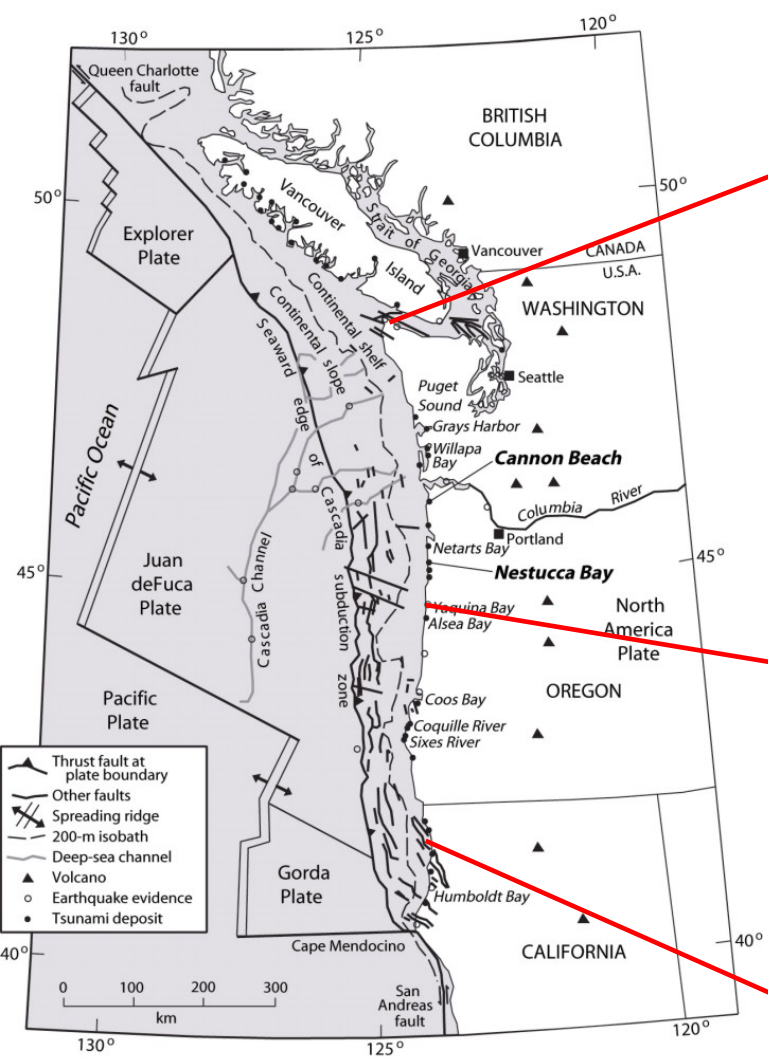 130°
125°
120°
Queen Charlotte
fault
BRITISH
COLUMBIA
50°
50°
Vancouver
Island
Strait of Georgia
Explorer
Plate
Vancouver
CANADA
U.S.A.
WASHINGTON
Continental shelf
Continental slope
Seaward edge of Cascadia subduction zone
Puget
Sound
Seattle
Grays Harbor
Willapa
Bay
Cannon Beach
Pacific Ocean
Columbia River
Portland
Netarts Bay
45°
45°
Juan
deFuca
Plate
Cascadia Channel
Nestucca Bay
Yaquina Bay
Alsea Bay
North
America
Plate
OREGON
Pacific
Plate
Coos Bay
Coquille River
Sixes River
Thrust fault at
plate boundary
Other faults
Spreading ridge
200-m isobath
Deep-sea channel
Volcano
Earthquake evidence
Tsunami deposit
Gorda
Plate
Humboldt Bay
Cape Mendocino
CALIFORNIA
40°
40°
0 100 200 300
km
San
Andreas
fault
130°
125°
120°